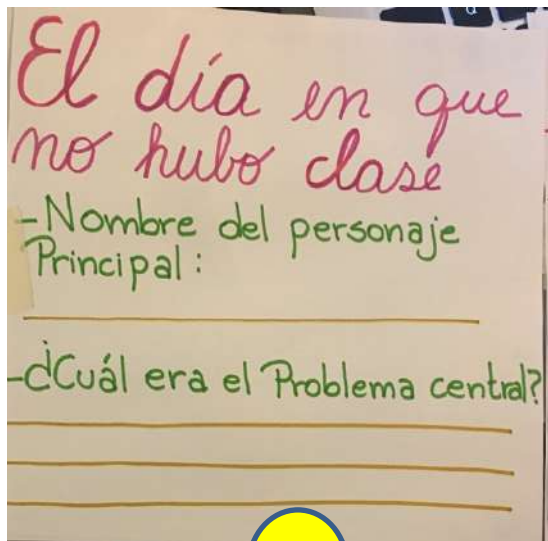 El día en que
no hubo clase
-Nombre del personaje
Principal:
-¿Cuál era el Problema central?